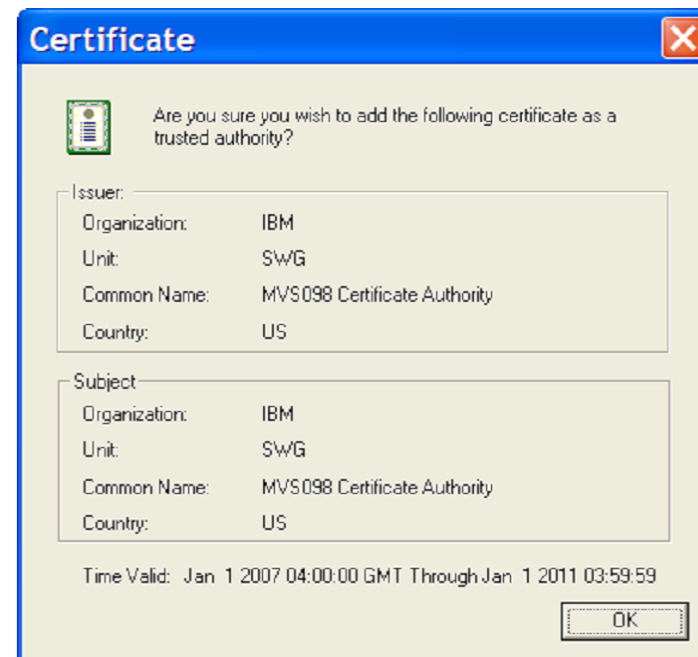 Certificate
Are you sure you wish to add the following certificate as a
trusted authority?
Issuer:
Organization: IBM
Unit: SWG
Common Name: MVS098 Certificate Authority
Country: US
Subject
Organization: IBM
Unit: SWG
Common Name: MVS098 Certificate Authority
Country: US
Time Valid: Jan 1 2007 04:00:00 GMT Through Jan 1 2011 03:59:59
OK